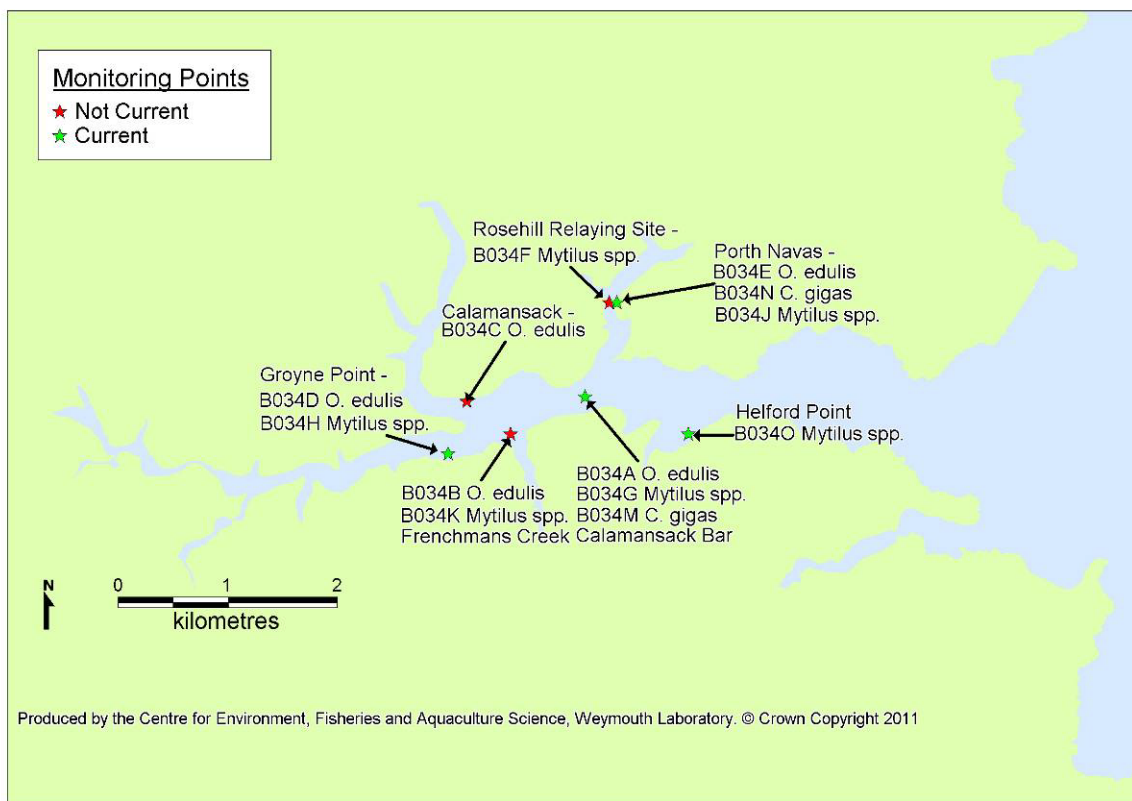 Monitoring Points
Not Current
Current
Rosehill Relaying Site -
B034F Mytilus spp.
Porth Navas -
B034E O. edulis
B034N C. gigas
B034J Mytilus spp.
Calamansack -
B034C O. edulis
Groyne Point -
B034D O. edulis
B034H Mytilus spp.
Helford Point
B034O Mytilus spp.
B034B O. edulis
B034K Mytilus spp.
Frenchmans Creek
B034A O. edulis
B034G Mytilus spp.
B034M C. gigas
Calamansack Bar
N
0 1 2
kilometres
Produced by the Centre for Environment, Fisheries and Aquaculture Science, Weymouth Laboratory. © Crown Copyright 2011